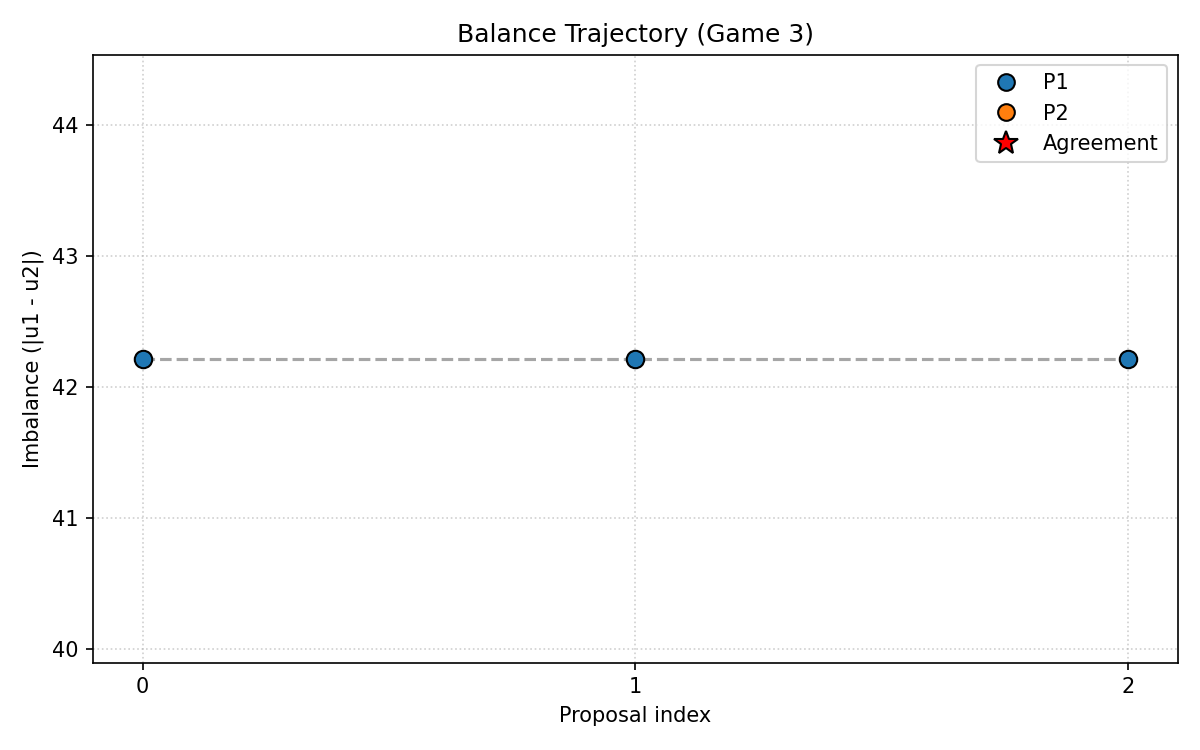 Balance Trajectory (Game 3)
P1
P2
Agreement
Imbalance (|u1 - u2|)
44
43
42
41
40
0
1
2
Proposal index